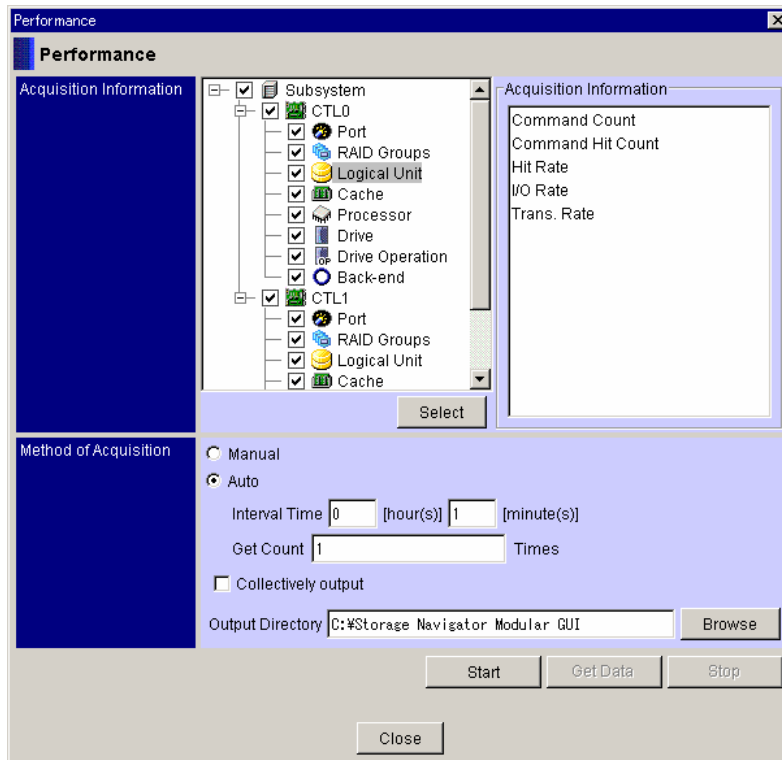 Performance
Performance
Acquisition Information
Subsystem
CTL0
Port
RAID Groups
Logical Unit
Cache
Processor
Drive
OP Drive Operation
Back-end
CTL1
Port
RAID Groups
Logical Unit
Cache
Select
Acquisition Information
Command Count
Command Hit Count
Hit Rate
I/O Rate
Trans. Rate
Method of Acquisition
Manual
Auto
Interval Time 0 [hour(s)] 1 [minute(s)]
Get Count 1 Times
Collectively output
Output Directory C:¥Storage Navigator Modular GUI Browse
Start Get Data Stop
Close